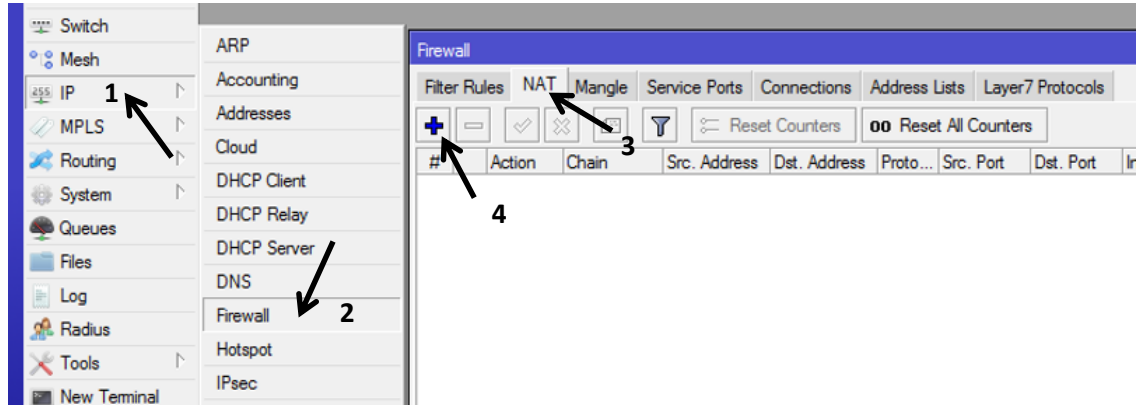 Switch
Mesh
255 IP 1
MPLS
Routing
System
Queues
Files
Log
Radius
Tools
New Terminal
ARP
Accounting
Addresses
Cloud
DHCP Client
DHCP Relay
DHCP Server
DNS
Firewall 2
Hotspot
IPsec
Firewall
Filter Rules NAT Mangle Service Ports Connections Address Lists Layer7 Protocols
3 Reset Counters 00 Reset All Counters
# Action Chain Src. Address Dst. Address Proto... Src. Port Dst. Port In
4